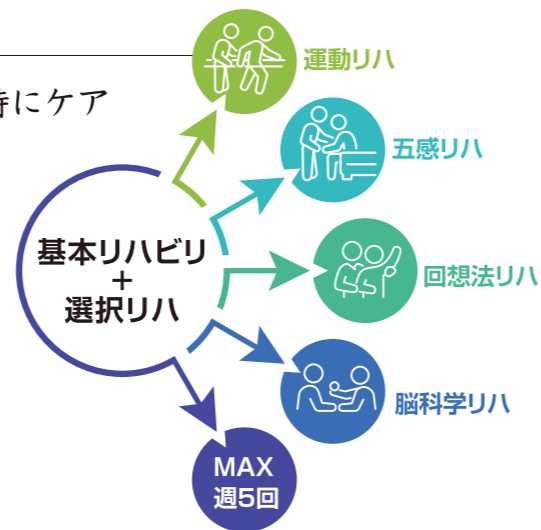 運動リハ
時にケア
五感リハ
基本リハビリ
+
選択リハ
回想法リハ
脳科学リハ
MAX
週5回